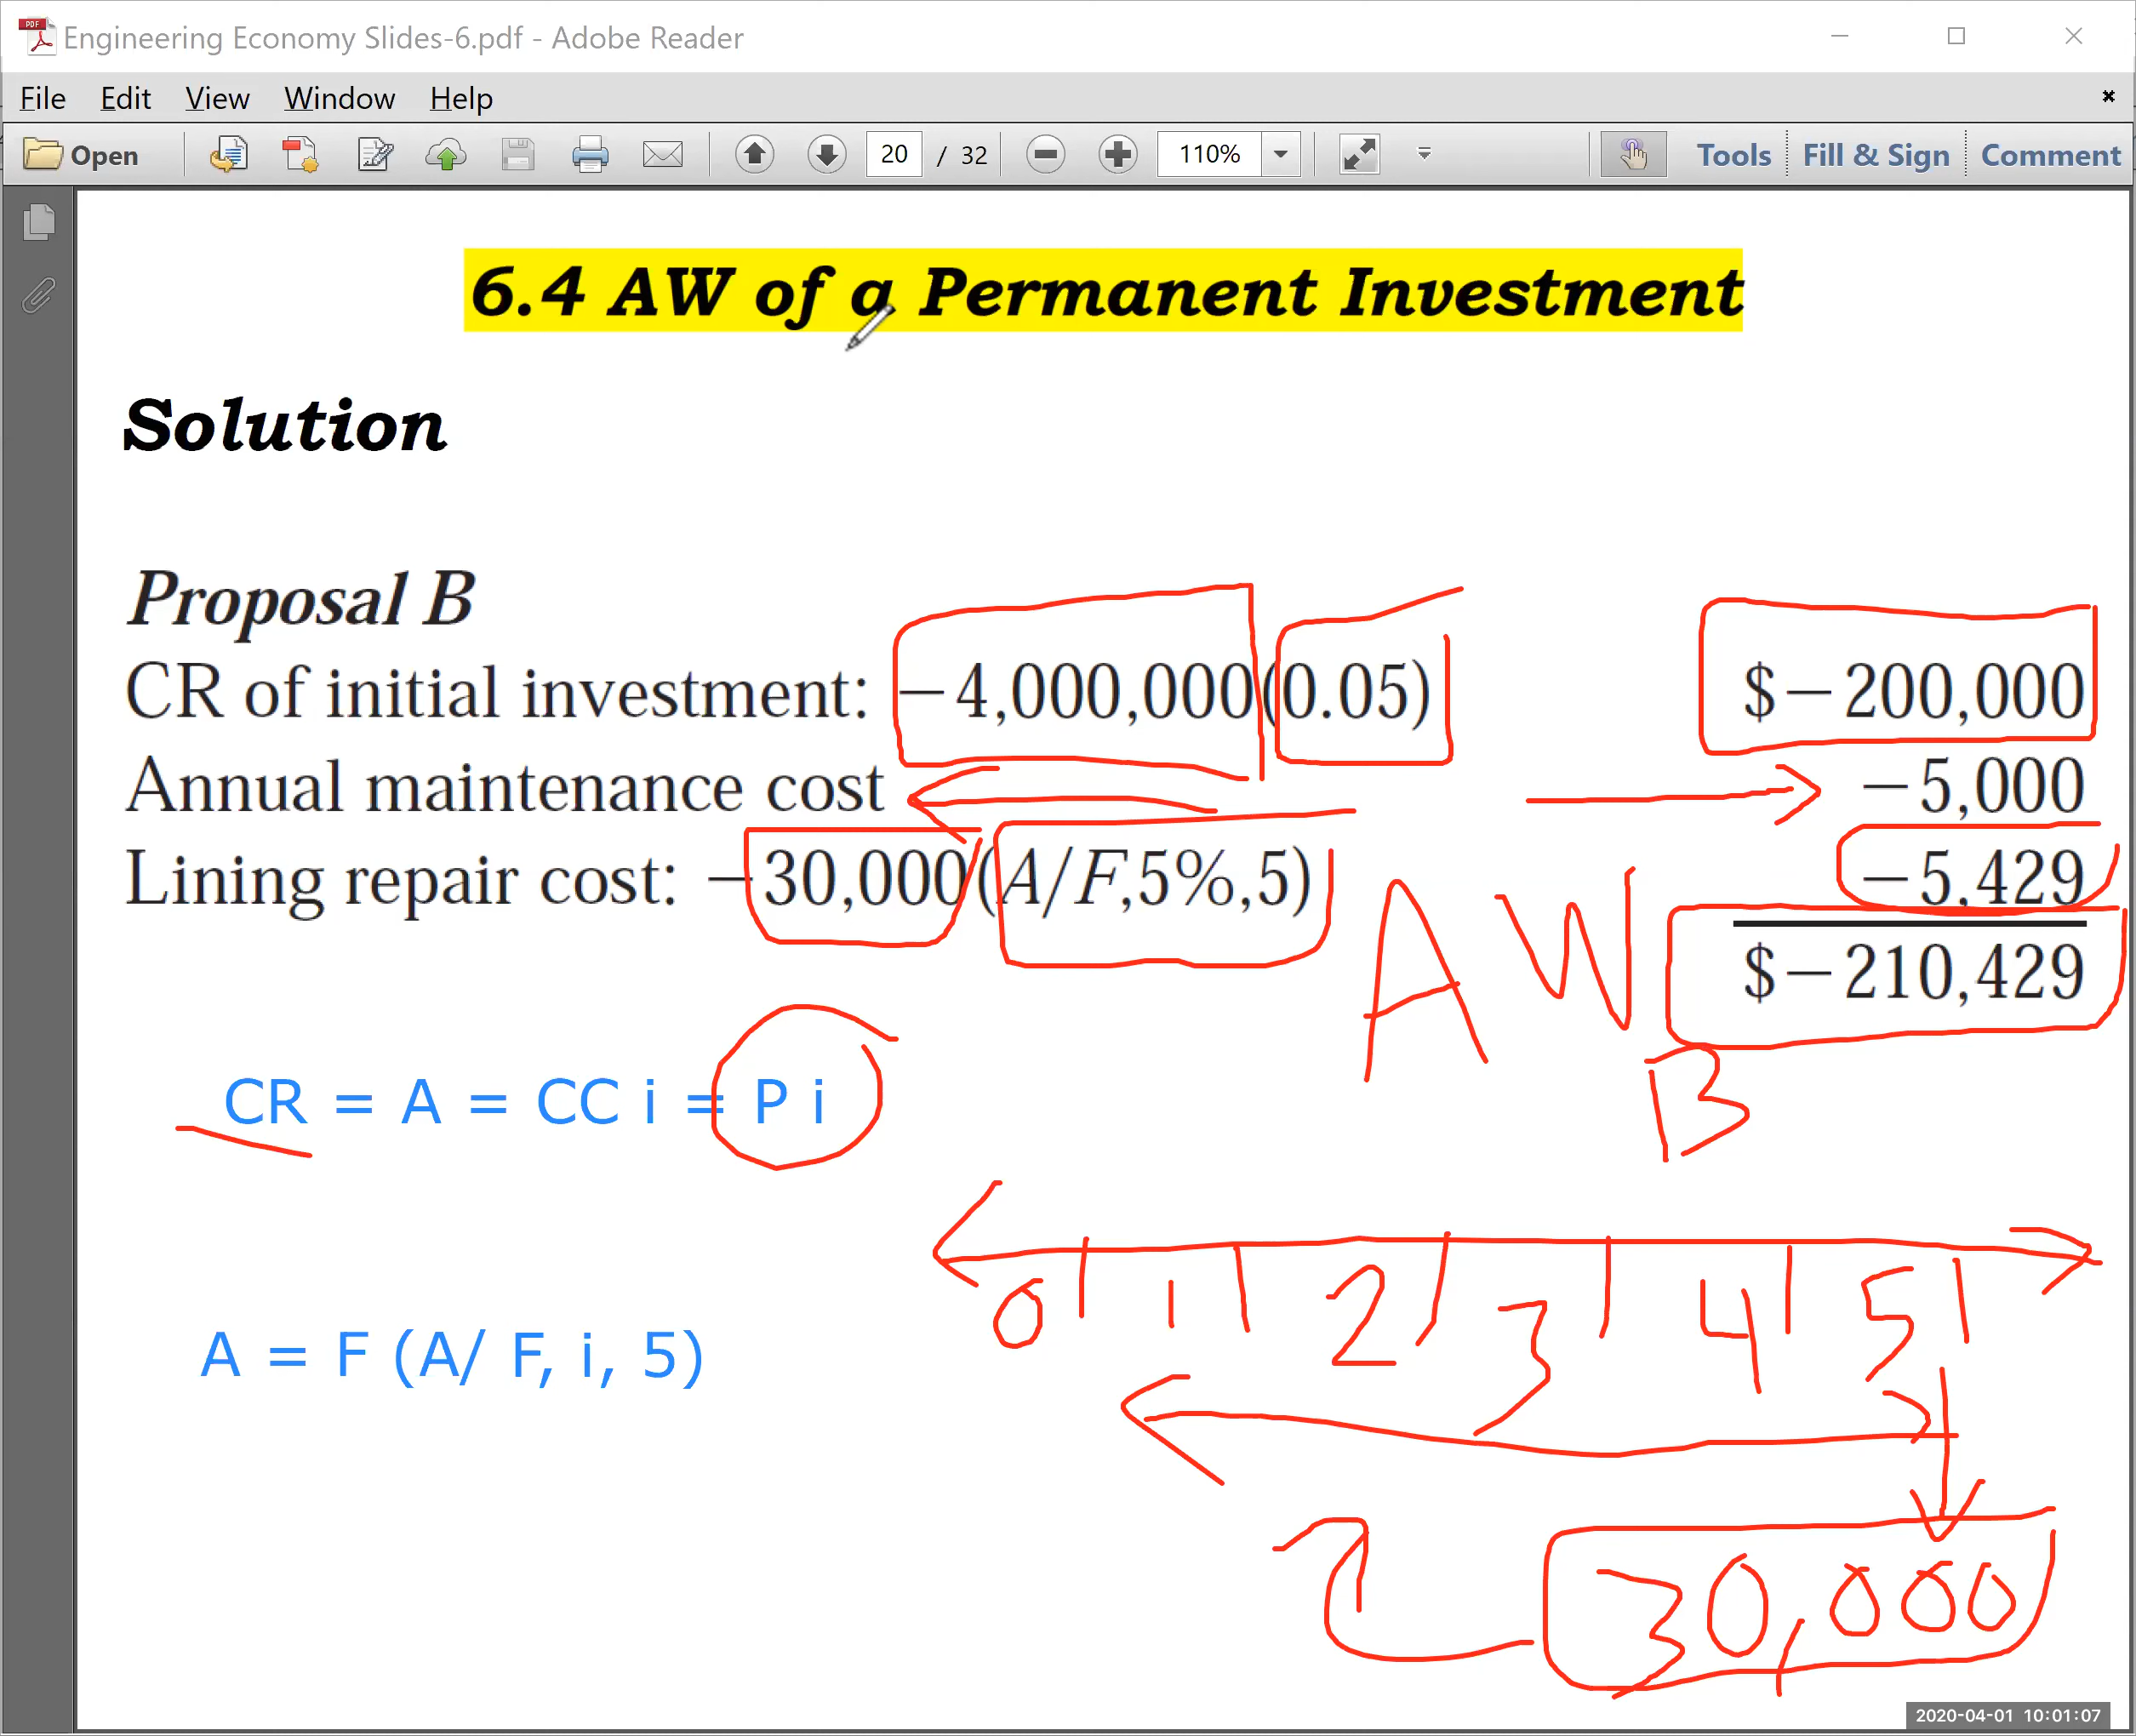 Engineering Economy Slides-6.pdf - Adobe Reader
File Edit View Window Help
Open 20 / 32 110% Tools Fill & Sign Comment
6.4 AW of a Permanent Investment
Solution
Proposal B
CR of initial investment: −4,000,000(0.05) $−200,000
Annual maintenance cost −5,000
Lining repair cost: −30,000(A/F,5%,5) −5,429
$−210,429
AW
B
CR = A = CC i = P i
0 1 2 3 4 5
A = F (A/ F, i, 5)
30,000
2020-04-01 10:01:07